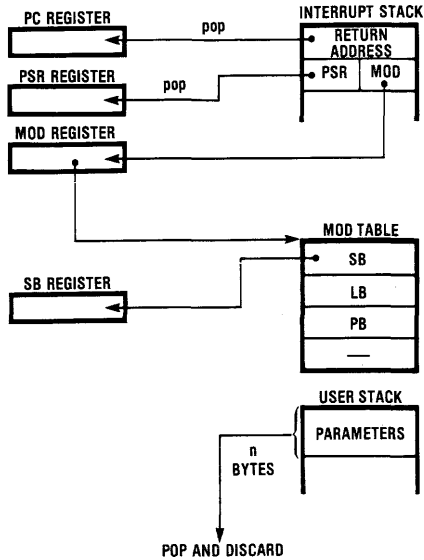 PC REGISTER
pop
INTERRUPT STACK
RETURN
ADDRESS
PSR REGISTER
pop
PSR
MOD
MOD REGISTER
MOD TABLE
SB REGISTER
SB
LB
PB
—
USER STACK
PARAMETERS
n
BYTES
POP AND DISCARD